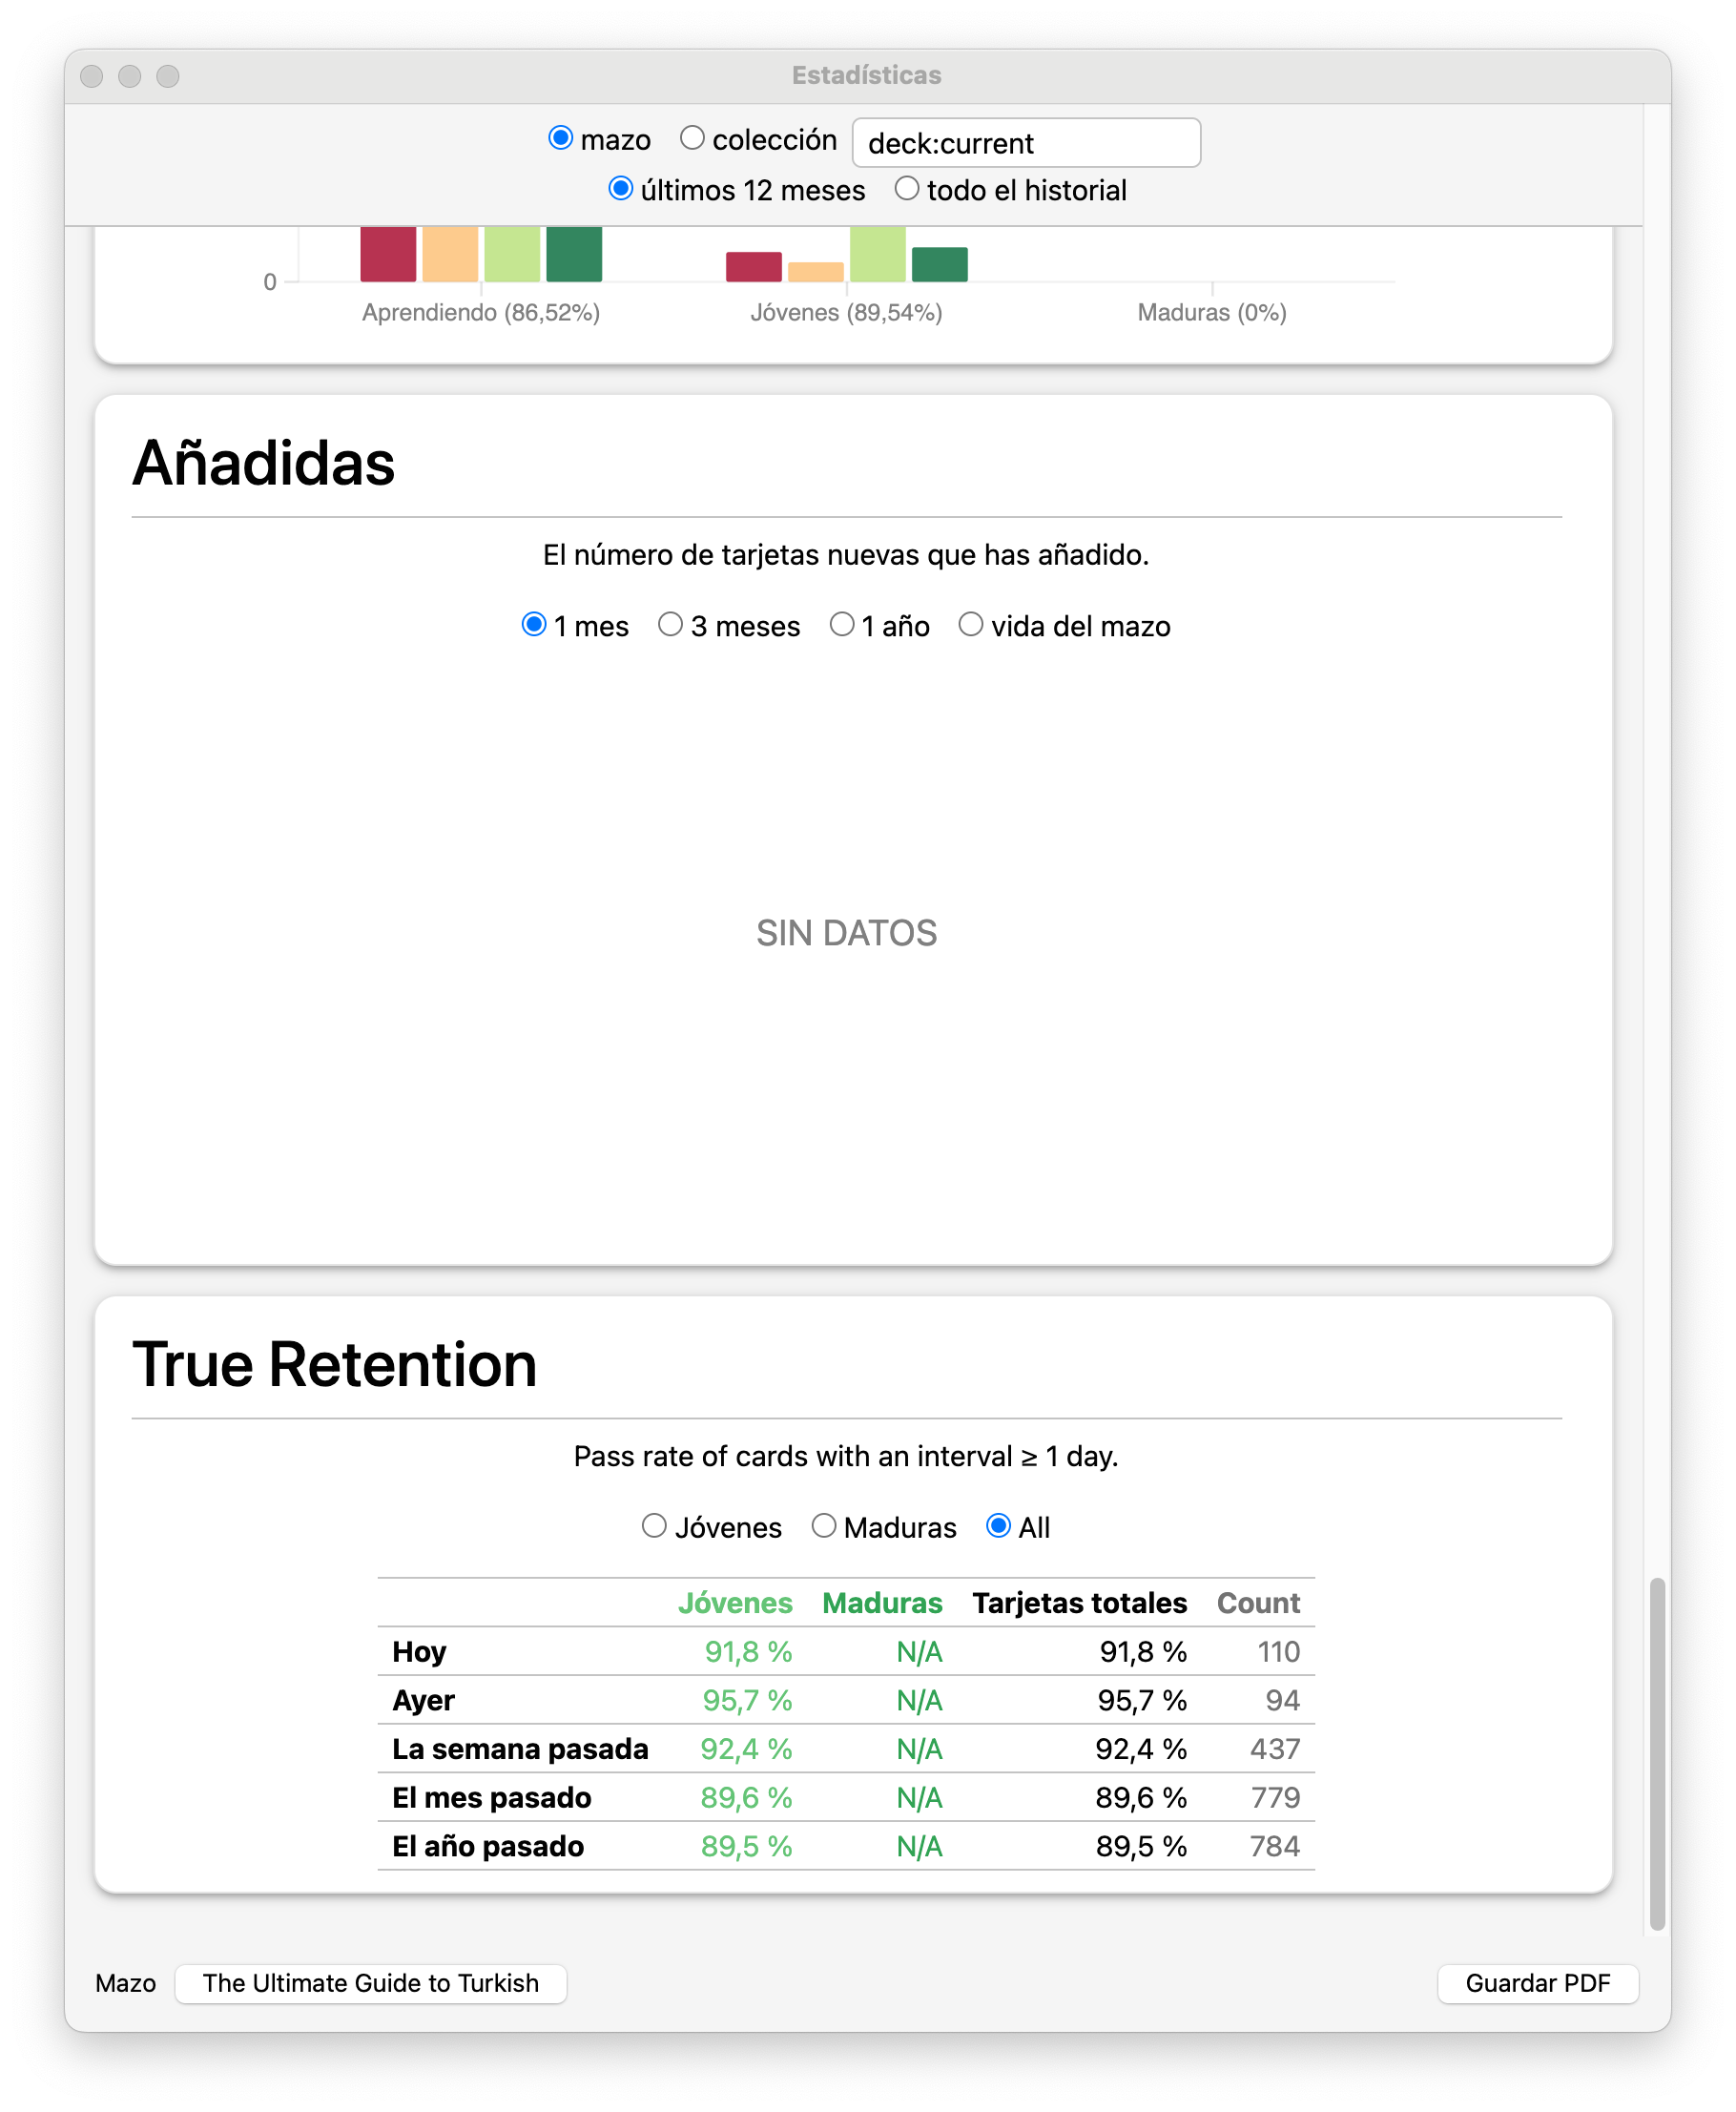 Estadísticas
mazo colección deck:current
últimos 12 meses todo el historial
0
Aprendiendo (86,52%) Jóvenes (89,54%) Maduras (0%)
Añadidas
El número de tarjetas nuevas que has añadido.
1 mes 3 meses 1 año vida del mazo
SIN DATOS
True Retention
Pass rate of cards with an interval ≥ 1 day.
Jóvenes Maduras All
Jóvenes Maduras Tarjetas totales Count
Hoy 91,8 % N/A 91,8 % 110
Ayer 95,7 % N/A 95,7 % 94
La semana pasada 92,4 % N/A 92,4 % 437
El mes pasado 89,6 % N/A 89,6 % 779
El año pasado 89,5 % N/A 89,5 % 784
Mazo The Ultimate Guide to Turkish Guardar PDF